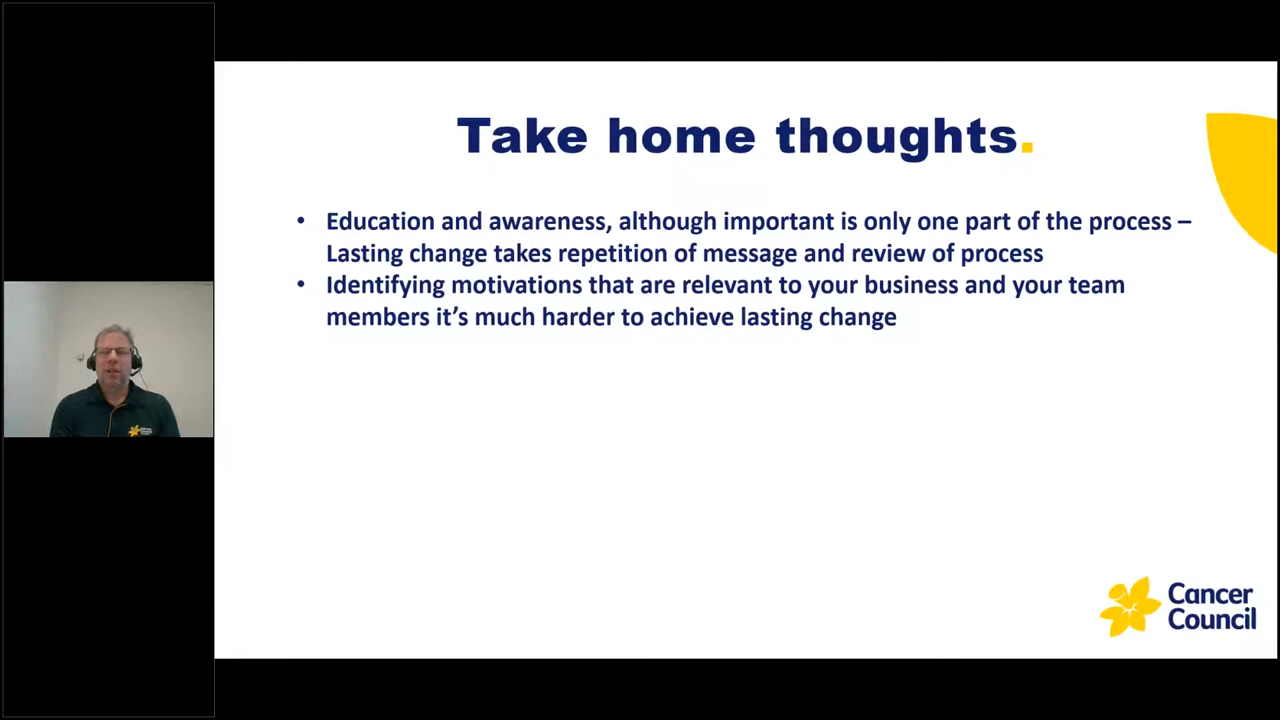 Take home thoughts.
• Education and awareness, although important is only one part of the process –
Lasting change takes repetition of message and review of process
• Identifying motivations that are relevant to your business and your team
members it’s much harder to achieve lasting change
Cancer
Council